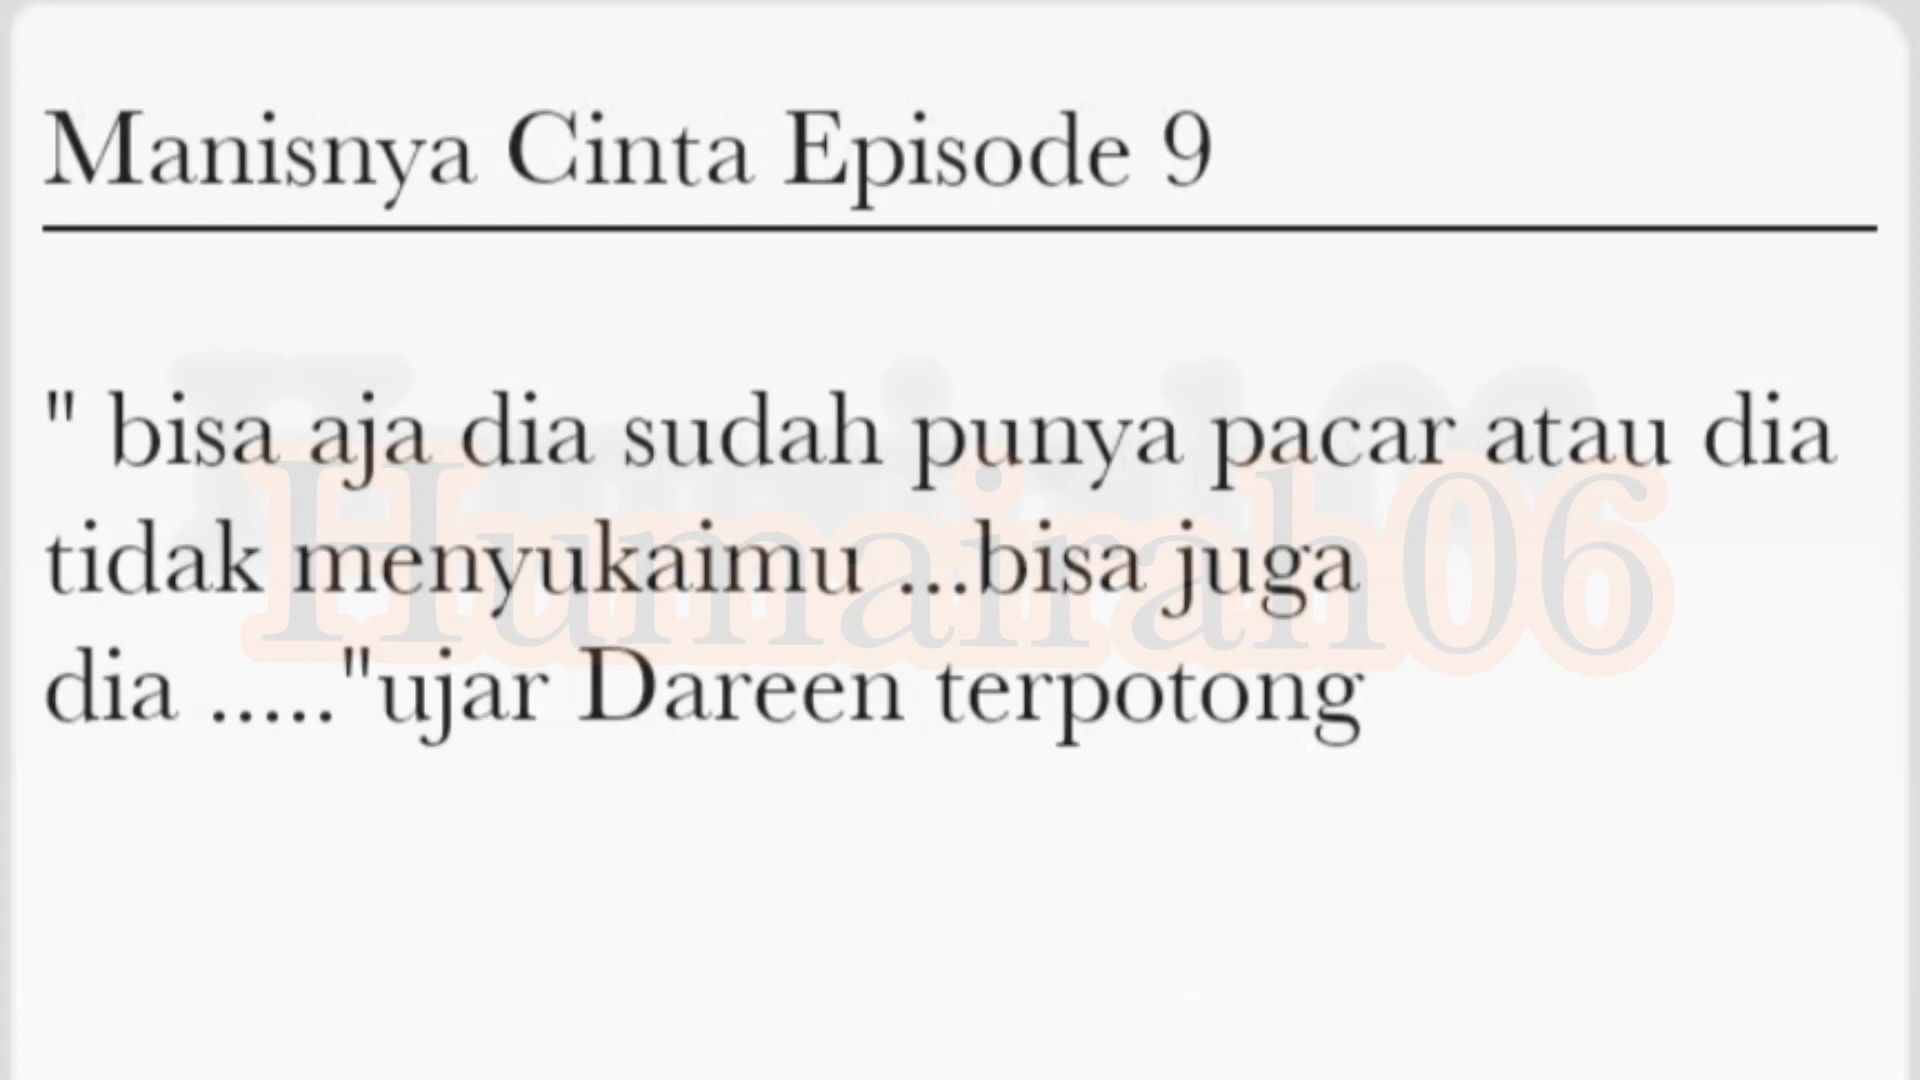 Manisnya Cinta Episode 9
" bisa aja dia sudah punya pacar atau dia
tidak menyukaimu ...bisa juga
dia ....."ujar Dareen terpotong
Humairah06